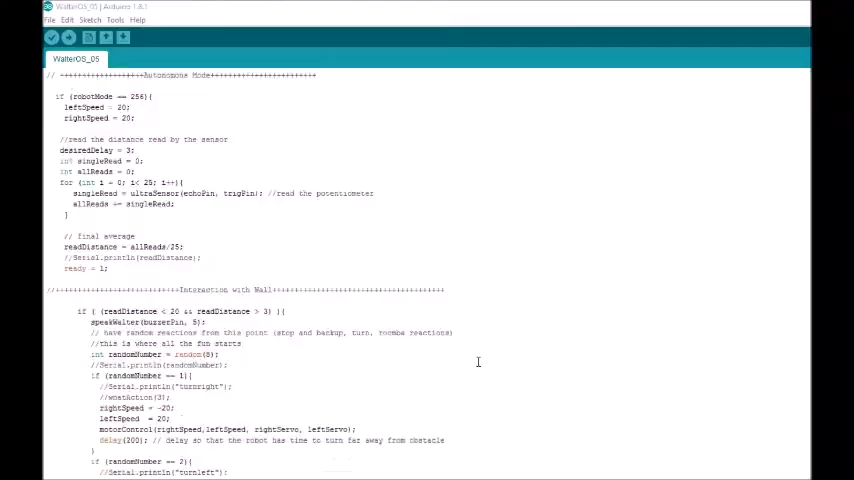 WalterOS_05 | Arduino 1.8.1
File Edit Sketch Tools Help
WalterOS_05
// +++++++++++++++++++Autonomous Mode++++++++++++++++++++++++
if (robotMode == 256){
leftSpeed = 20;
rightSpeed = 20;
//read the distance read by the sensor
desiredDelay = 3;
int singleRead = 0;
int allReads = 0;
for (int i = 0; i< 25; i++){
singleRead = ultraSensor(echoPin, trigPin); //read the potentiometer
allReads += singleRead;
}
// final average
readDistance = allReads/25;
//Serial.println(readDistance);
ready = 1;
//++++++++++++++++++++++++++++Interaction with Wall+++++++++++++++++++++++++++++++++++++++
if ( (readDistance < 20 && readDistance > 3) ){
speakWalter(buzzerPin, 5);
// have random reactions from this point (stop and backup, turn, roomba reactions)
//this is where all the fun starts
int randomNumber = random(8);
//Serial.println(randomNumber);
if (randomNumber == 1){
//Serial.println("turnright");
//wnatAction(3);
rightSpeed = -20;
leftSpeed = 20;
motorControl(rightSpeed,leftSpeed, rightServo, leftServo);
delay(200); // delay so that the robot has time to turn far away from obstacle
}
if (randomNumber == 2){
//Serial.println("turnleft");